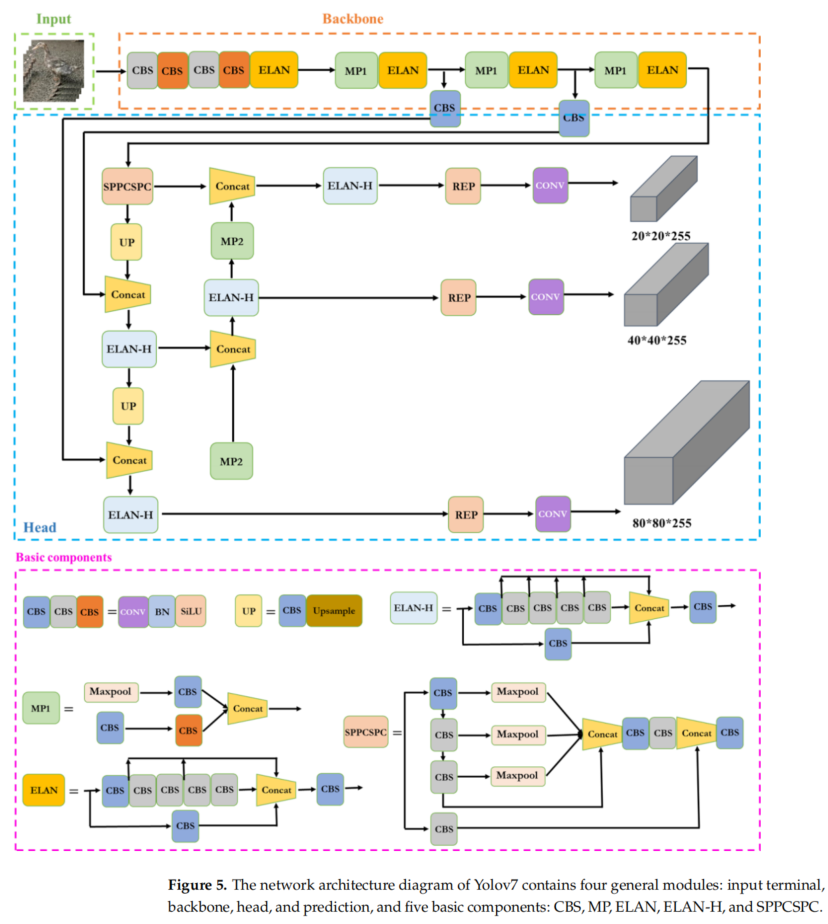 Input
Backbone
CBS CBS CBS CBS ELAN MP1 ELAN MP1 ELAN MP1 ELAN
CBS CBS
SPPCSPC Concat ELAN-H REP CONV
20*20*255
UP MP2
Concat ELAN-H REP CONV
40*40*255
ELAN-H Concat
UP
Concat MP2
ELAN-H REP CONV
80*80*255
Head
Basic components
CBS CBS CBS = CONV BN SiLU
UP = CBS Upsample
ELAN-H = CBS CBS CBS CBS CBS Concat CBS
CBS
MP1 = Maxpool CBS
Concat
CBS CBS
SPPCSPC = CBS Maxpool
CBS Maxpool Concat CBS CBS Concat CBS
CBS Maxpool
CBS
ELAN = CBS CBS CBS CBS CBS Concat CBS
CBS
Figure 5. The network architecture diagram of Yolov7 contains four general modules: input terminal,
backbone, head, and prediction, and five basic components: CBS, MP, ELAN, ELAN-H, and SPPCSPC.